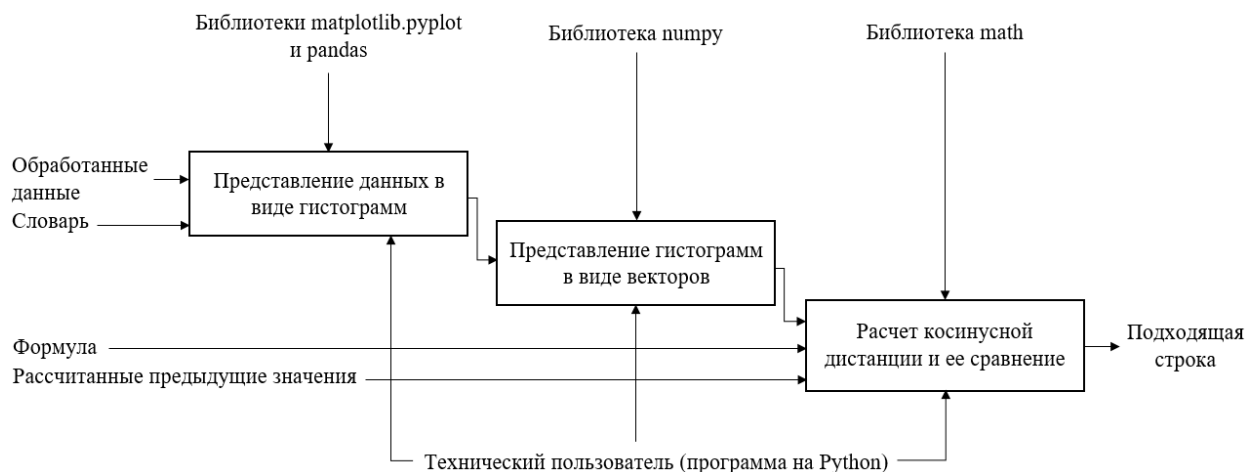 Библиотеки matplotlib.pyplot
и pandas
Библиотека numpy
Библиотека math
Обработанные
данные
Словарь
Представление данных в
виде гистограмм
Представление гистограмм
в виде векторов
Расчет косинусной
дистанции и ее сравнение
Подходящая
строка
Формула
Рассчитанные предыдущие значения
Технический пользователь (программа на Python)